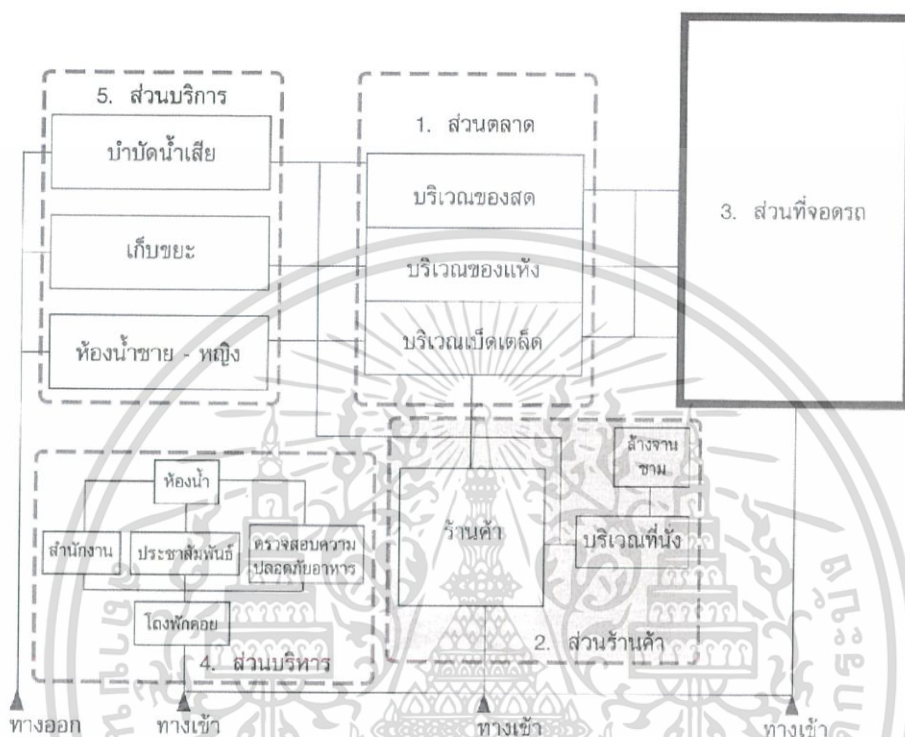 5. ส่วนบริการ
บำบัดน้ำเสีย
เก็บขยะ
ห้องน้ำชาย - หญิง
1. ส่วนตลาด
บริเวณของสด
บริเวณของแห้ง
บริเวณเบ็ดเตล็ด
3. ส่วนที่จอดรถ
ห้องน้ำ
สำนักงาน
ประชาสัมพันธ์
ตรวจสอบความ
ปลอดภัยอาหาร
โถงพักคอย
4. ส่วนบริหาร
ร้านค้า
ล้างจาน
ชาม
บริเวณที่นั่ง
2. ส่วนร้านค้า
ทางออก
ทางเข้า
ทางเข้า
ทางเข้า